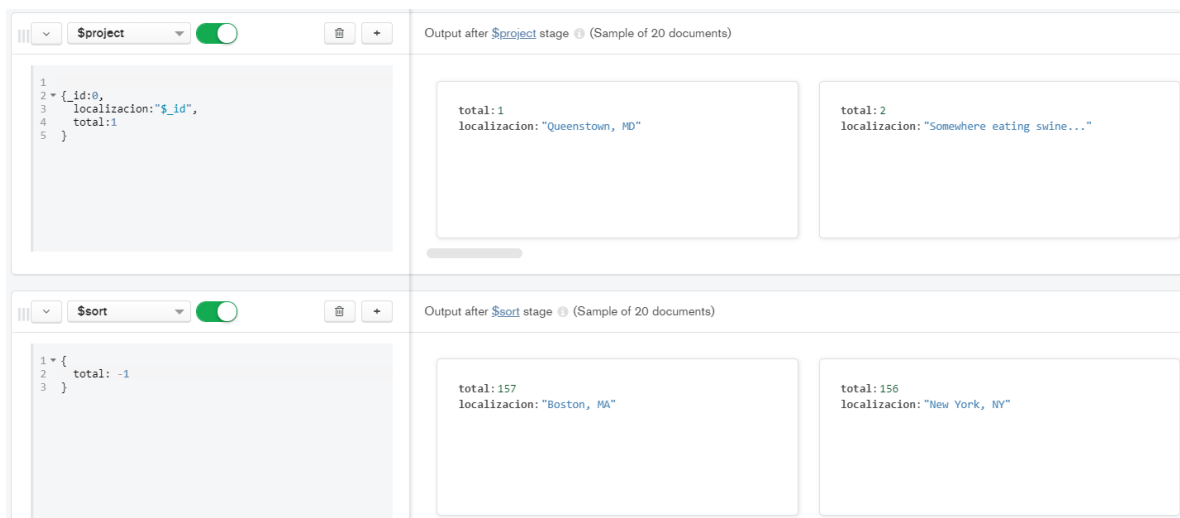 $project
+
Output after $project stage (Sample of 20 documents)
1
2 {_id:0,
3 localizacion:"$_id",
4 total:1
5 }
total:1
localizacion:"Queenstown, MD"
total:2
localizacion:"Somewhere eating swine..."
$sort
+
Output after $sort stage (Sample of 20 documents)
1 {
2 total: -1
3 }
total:157
localizacion:"Boston, MA"
total:156
localizacion:"New York, NY"